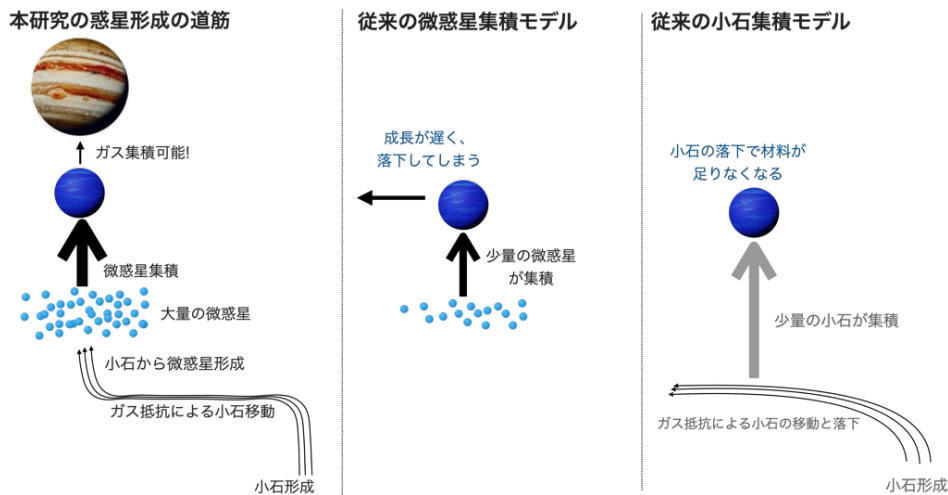 本研究の惑星形成の道筋
ガス集積可能!
微惑星集積
大量の微惑星
小石から微惑星形成
ガス抵抗による小石移動
小石形成
従来の微惑星集積モデル
成長が遅く、
落下してしまう
少量の微惑星
が集積
従来の小石集積モデル
小石の落下で材料が
足りなくなる
少量の小石が集積
ガス抵抗による小石の移動と落下
小石形成